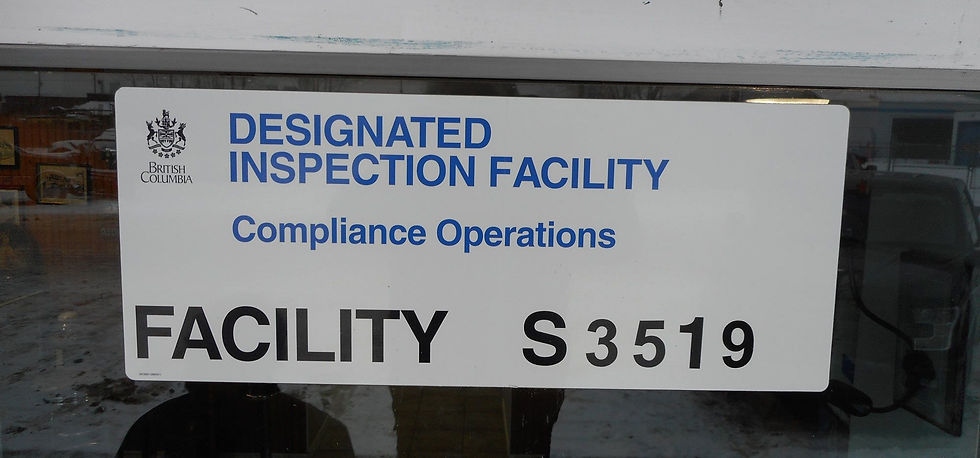 BRITISH
COLUMBIA
DESIGNATED
INSPECTION FACILITY
Compliance Operations
FACILITY S 3519